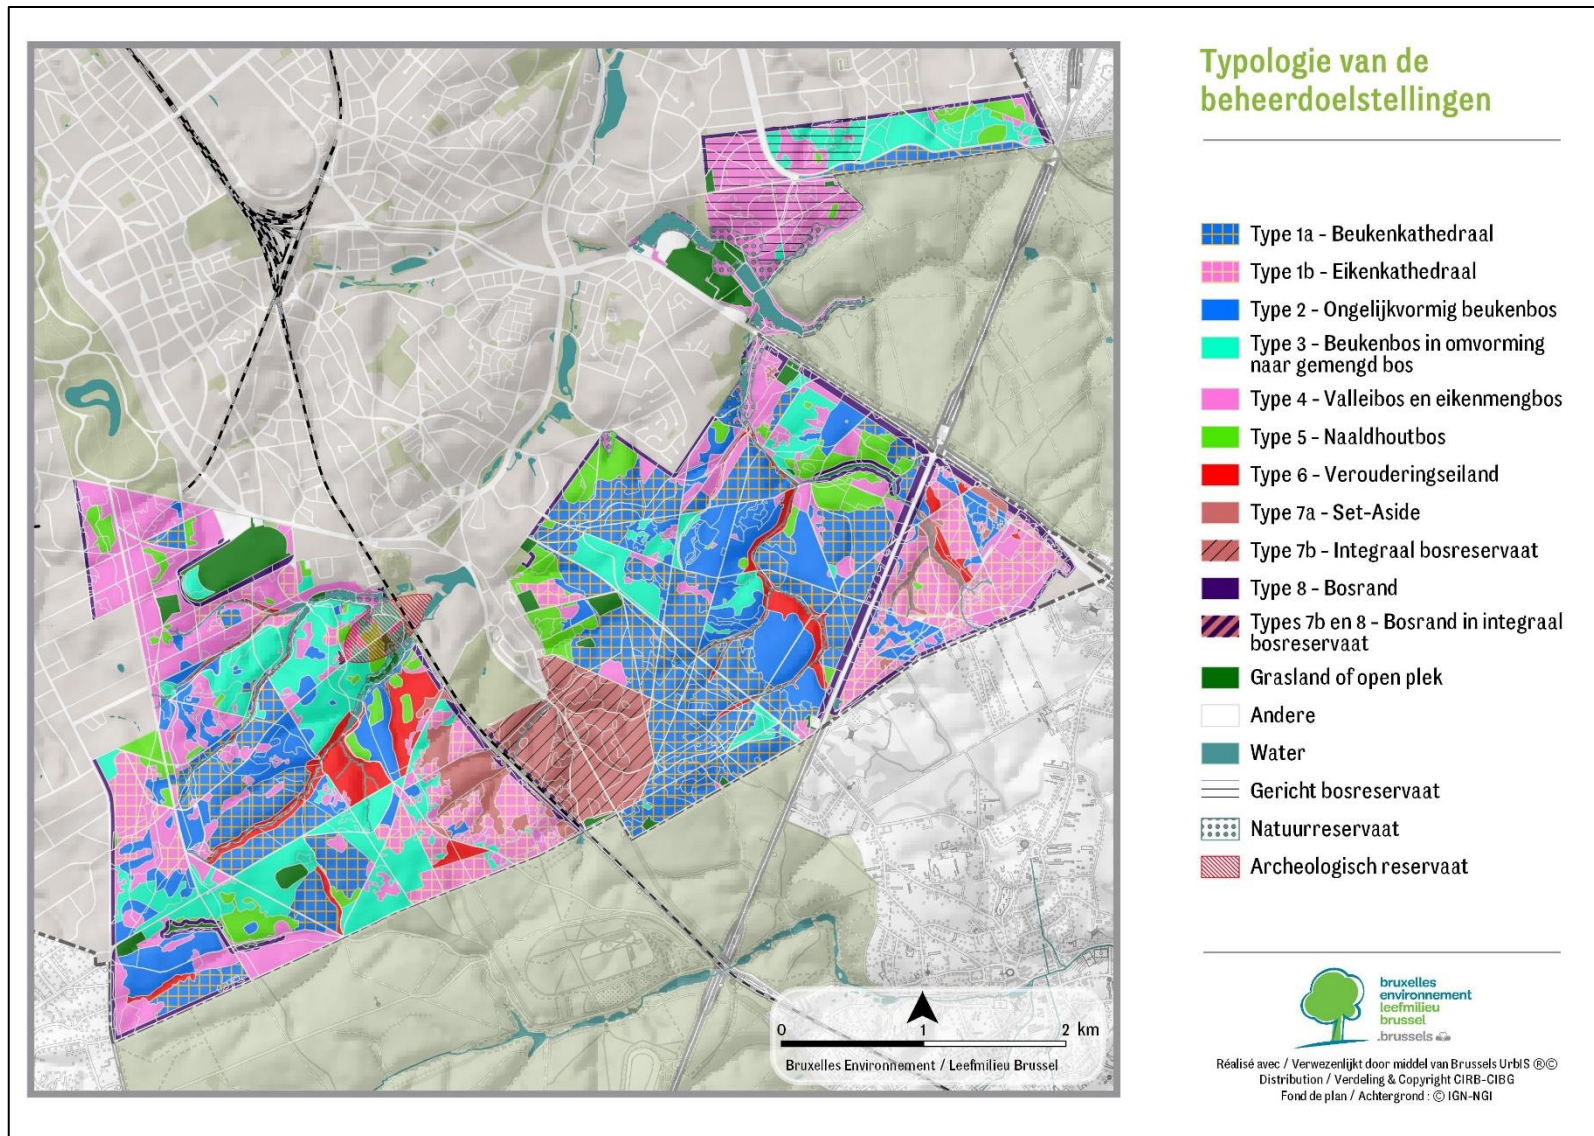 Typologie van de
beheerdoelstellingen
Type 1a - Beukenkathedraal
Type 1b - Eikenkathedraal
Type 2 - Ongelijkvormig beukenbos
Type 3 - Beukenbos in omvorming
naar gemengd bos
Type 4 - Valleibos en eikenmengbos
Type 5 - Naaldhoutbos
Type 6 - Verouderingseiland
Type 7a - Set-Aside
Type 7b - Integraal bosreservaat
Type 8 - Bosrand
Types 7b en 8 - Bosrand in integraal
bosreservaat
Grasland of open plek
Andere
Water
Gericht bosreservaat
Natuurreservaat
Archeologisch reservaat
0 1 2 km
Bruxelles Environnement / Leefmilieu Brussel
bruxelles
environnement
leefmilieu
brussel
.brussels
Réalisé avec / Verwezenlijkt door middel van Brussels UrbIS ®©
Distribution / Verdeling & Copyright CIRB-CIBG
Fond de plan / Achtergrond : © IGN-NGI